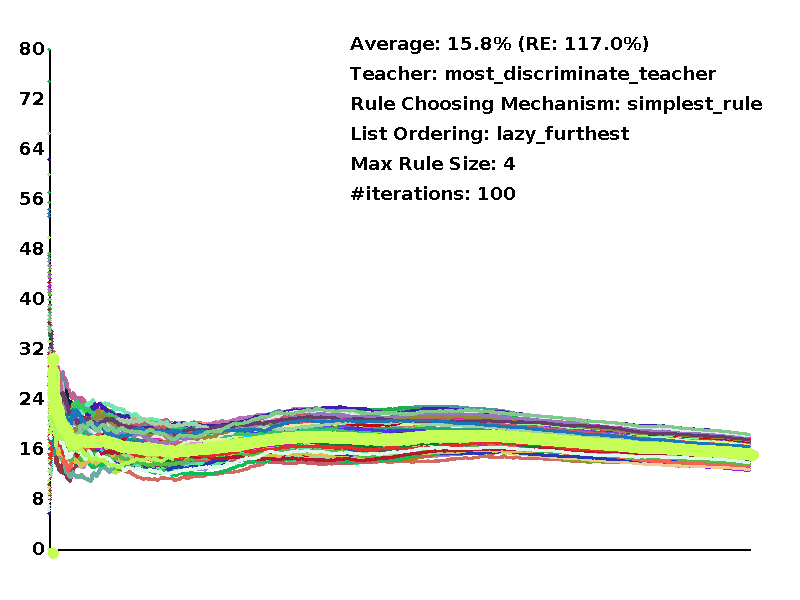 Average: 15.8% (RE: 117.0%)
Teacher: most_discriminate_teacher
Rule Choosing Mechanism: simplest_rule
List Ordering: lazy_furthest
Max Rule Size: 4
#iterations: 100
80
72
64
56
48
40
32
24
16
8
0